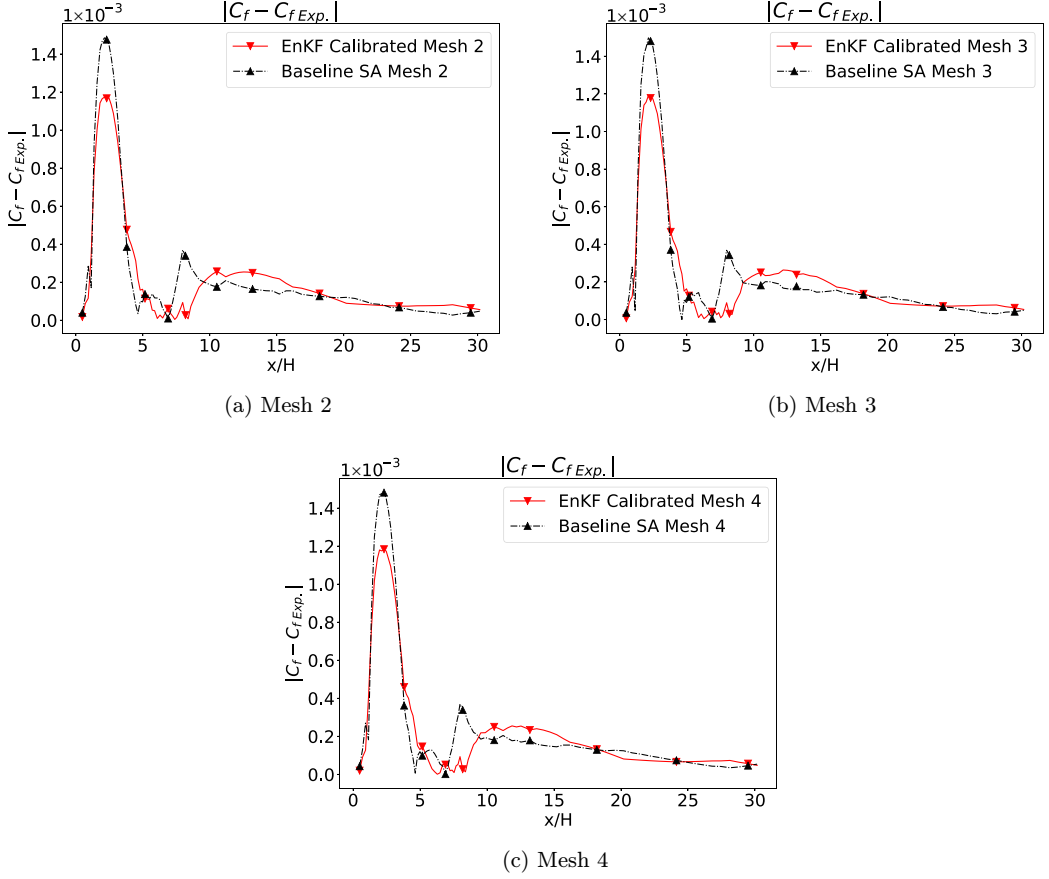 |C_f − C_{f Exp.}|
1×10⁻³
EnKF Calibrated Mesh 2
Baseline SA Mesh 2
|C_f − C_{f Exp.}|
1.4
1.2
1.0
0.8
0.6
0.4
0.2
0.0
0 5 10 15 20 25 30
x/H
(a) Mesh 2
|C_f − C_{f Exp.}|
1×10⁻³
EnKF Calibrated Mesh 3
Baseline SA Mesh 3
|C_f − C_{f Exp.}|
1.4
1.2
1.0
0.8
0.6
0.4
0.2
0.0
0 5 10 15 20 25 30
x/H
(b) Mesh 3
|C_f − C_{f Exp.}|
1×10⁻³
EnKF Calibrated Mesh 4
Baseline SA Mesh 4
|C_f − C_{f Exp.}|
1.4
1.2
1.0
0.8
0.6
0.4
0.2
0.0
0 5 10 15 20 25 30
x/H
(c) Mesh 4